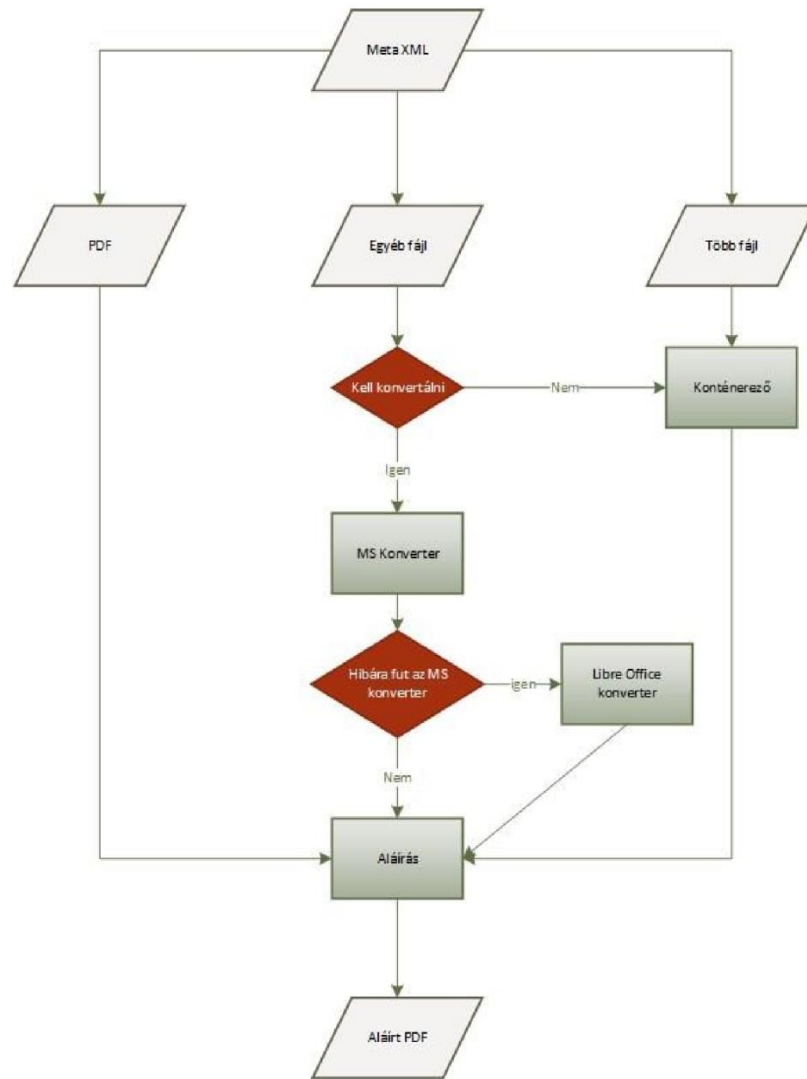 Meta XML
PDF
Egyéb fájl
Több fájl
Kell konvertálni
Nem
Konténerező
Igen
MS Konverter
Hibára fut az MS
konverter
igen
Libre Office
konverter
Nem
Aláírás
Aláírt PDF